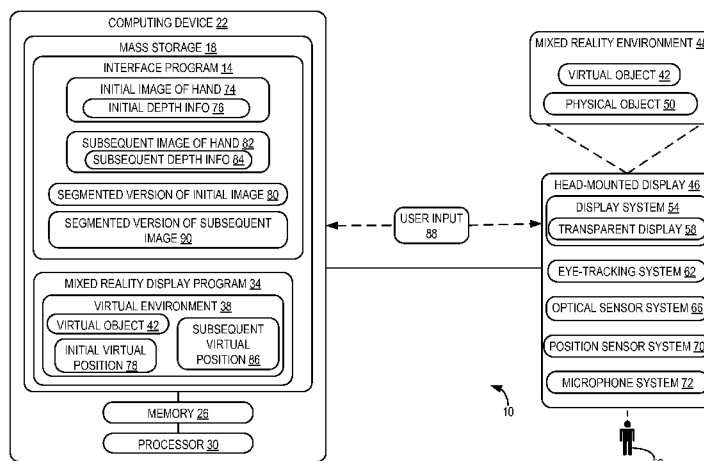 COMPUTING DEVICE 22
MASS STORAGE 18
INTERFACE PROGRAM 14
INITIAL IMAGE OF HAND 74
INITIAL DEPTH INFO 76
SUBSEQUENT IMAGE OF HAND 82
SUBSEQUENT DEPTH INFO 84
SEGMENTED VERSION OF INITIAL IMAGE 80
SEGMENTED VERSION OF SUBSEQUENT
IMAGE 90
MIXED REALITY DISPLAY PROGRAM 34
VIRTUAL ENVIRONMENT 38
VIRTUAL OBJECT 42
INITIAL VIRTUAL
POSITION 78
SUBSEQUENT
VIRTUAL
POSITION 86
MEMORY 26
PROCESSOR 30
USER INPUT
88
MIXED REALITY ENVIRONMENT
VIRTUAL OBJECT 42
PHYSICAL OBJECT 50
HEAD-MOUNTED DISPLAY 46
DISPLAY SYSTEM 54
TRANSPARENT DISPLAY 58
EYE-TRACKING SYSTEM 62
OPTICAL SENSOR SYSTEM 66
POSITION SENSOR SYSTEM 70
MICROPHONE SYSTEM 72
10